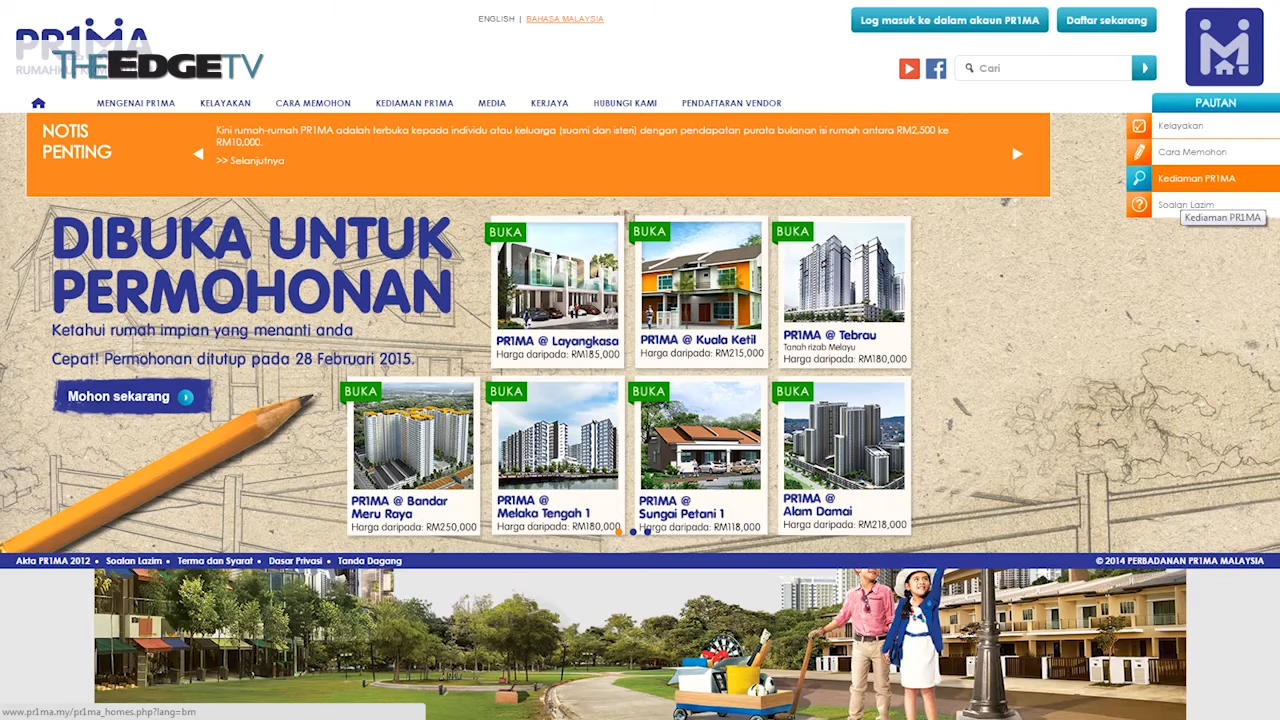 ENGLISH | BAHASA MALAYSIA
Log masuk ke dalam akaun PR1MA
Daftar sekarang
PR1MA
THEEDGETV
Cari
MENGENAI PR1MA
KELAYAKAN
CARA MEMOHON
KEDIAMAN PR1MA
MEDIA
KERJAYA
HUBUNGI KAMI
PENDAFTARAN VENDOR
PAUTAN
Kelayakan
Cara Memohon
Kediaman PR1MA
Soalan Lazim
Kediaman PR1MA
NOTIS
PENTING
Kini rumah-rumah PR1MA adalah terbuka kepada individu atau keluarga (suami dan isteri) dengan pendapatan purata bulanan isi rumah antara RM2,500 ke
RM10,000.
>> Selanjutnya
DIBUKA UNTUK
PERMOHONAN
Ketahui rumah impian yang menanti anda
Cepat! Permohonan ditutup pada 28 Februari 2015.
Mohon sekarang
BUKA
PR1MA @ Layangkasa
Harga daripada: RM185,000
BUKA
PR1MA @ Kuala Ketil
Harga daripada: RM215,000
BUKA
PR1MA @ Tebrau
Tanah rizab Melayu
Harga daripada: RM180,000
BUKA
PR1MA @ Bandar
Meru Raya
Harga daripada: RM250,000
BUKA
PR1MA @
Melaka Tengah 1
Harga daripada: RM180,000
BUKA
PR1MA @
Sungai Petani 1
Harga daripada: RM118,000
BUKA
PR1MA @
Alam Damai
Harga daripada: RM218,000
Akta PR1MA 2012 • Soalan Lazim • Terma dan Syarat • Dasar Privasi • Tanda Dagang
© 2014 PERBADANAN PR1MA MALAYSIA
www.pr1ma.my/pr1ma_homes.php?lang=bm